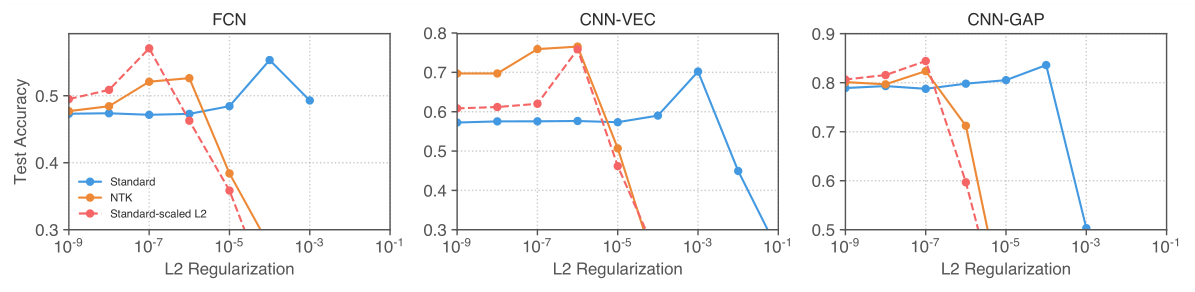 FCN
Test Accuracy
0.5
0.4
0.3
Standard
NTK
Standard-scaled L2
10⁻⁹ 10⁻⁷ 10⁻⁵ 10⁻³ 10⁻¹
L2 Regularization
CNN-VEC
0.8
0.7
0.6
0.5
0.4
0.3
10⁻⁹ 10⁻⁷ 10⁻⁵ 10⁻³ 10⁻¹
L2 Regularization
CNN-GAP
0.9
0.8
0.7
0.6
0.5
10⁻⁹ 10⁻⁷ 10⁻⁵ 10⁻³ 10⁻¹
L2 Regularization